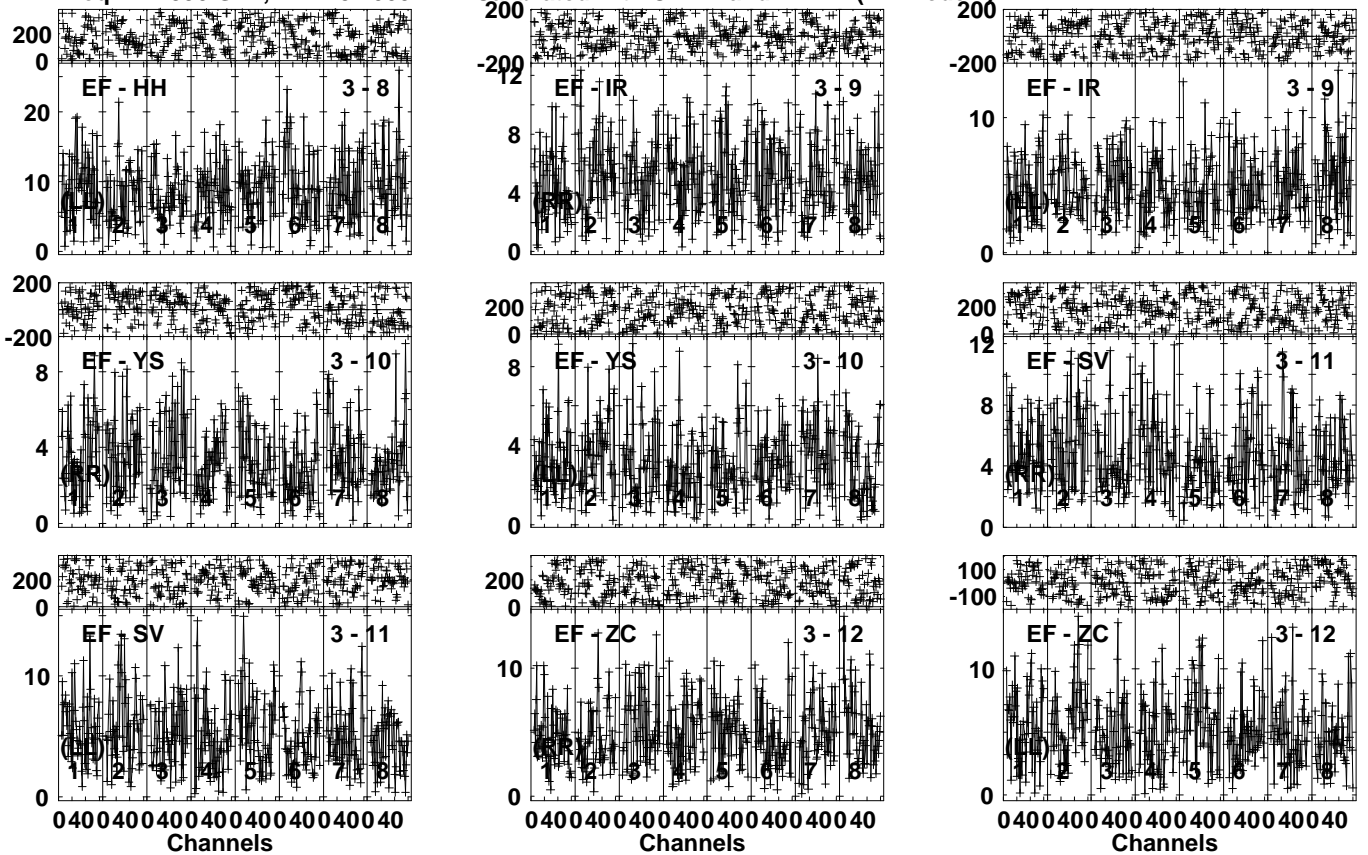 200 200 200
0 -200 -200
EF - HH 3 - 8 12 EF - IR 3 - 9 EF - IR 3 - 9
20 8 10
10 4
(LL) (RR) (LL)
1 2 3 4 5 6 7 8 1 2 3 4 5 6 7 8 1 2 3 4 5 6 7 8
0 0 0
200 200 200
-200 0 0
EF - YS 3 - 10 EF - YS 3 - 10 12 EF - SV 3 - 11
8 8 8
4 4 4
(RR) (LL) (RR)
1 2 3 4 5 6 7 8 1 2 3 4 5 6 7 8 1 2 3 4 5 6 7 8
0 0 0
200 200 100
0 0 -100
EF - SV 3 - 11 EF - ZC 3 - 12 EF - ZC 3 - 12
10 10 10
(LL) (RR) (LL)
1 2 3 4 5 6 7 8 1 2 3 4 5 6 7 8 1 2 3 4 5 6 7 8
0 0 0
0 40 0 40 0 40 0 40 0 40 0 40 0 40 0 40 0 40 0 40 0 40 0 40 0 40 0 40 0 40 0 40 0 40 0 40 0 40 0 40 0 40 0 40 0 40 0 40
Channels Channels Channels